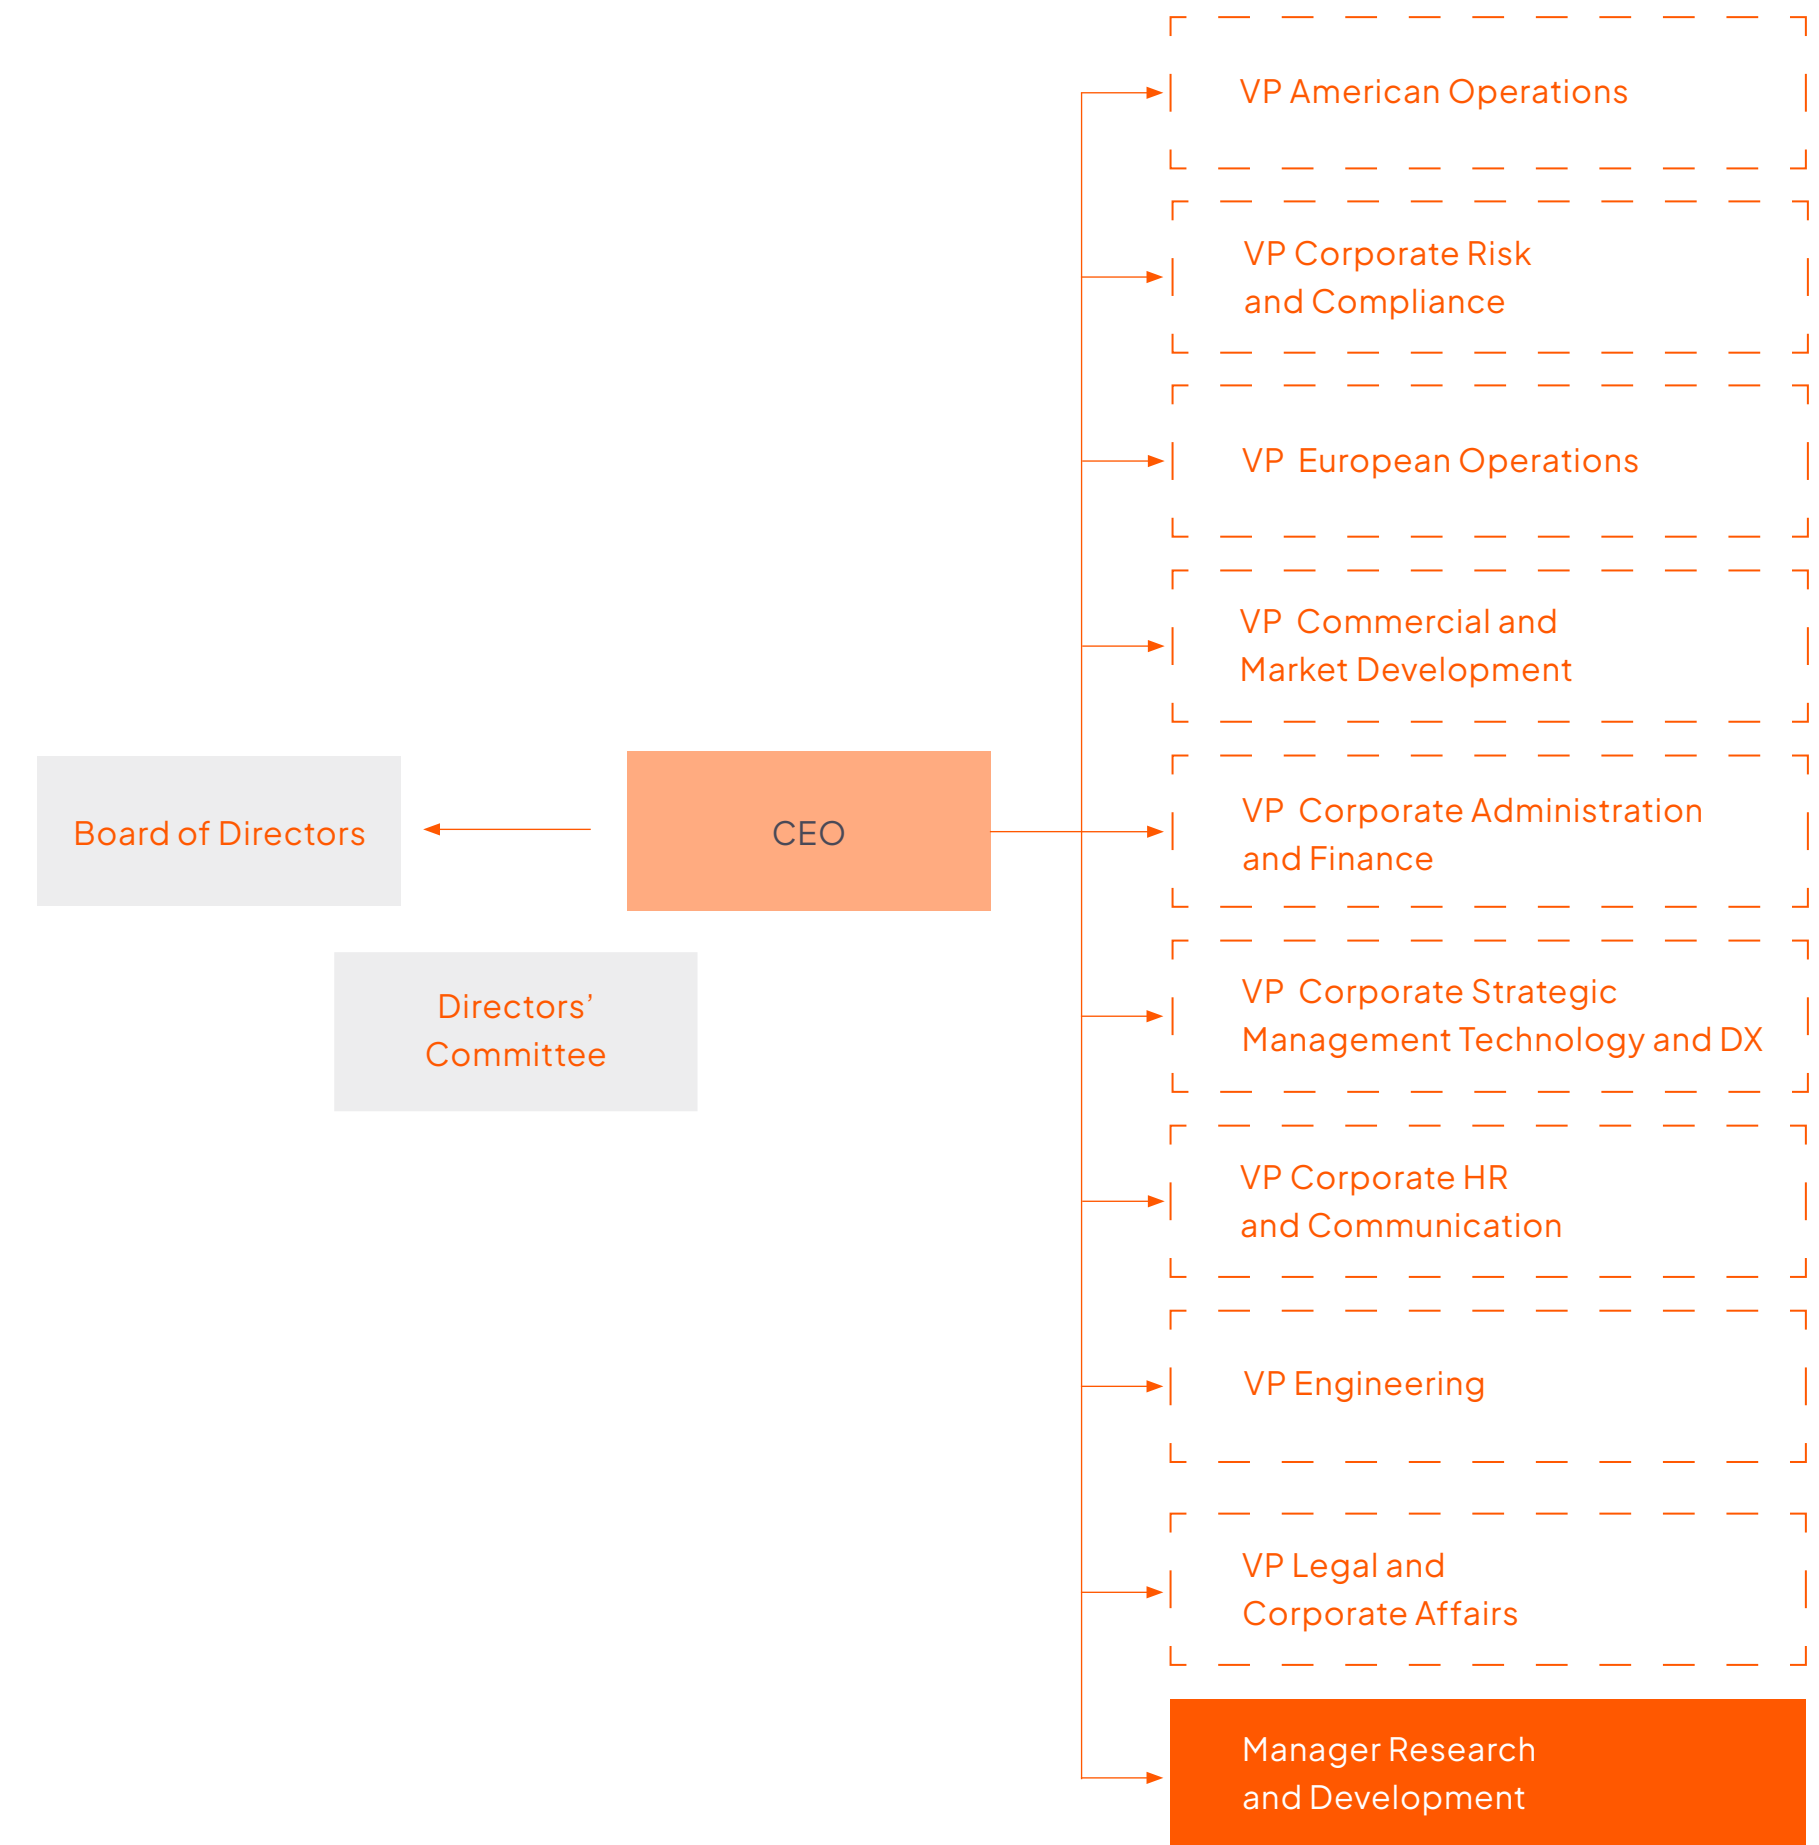 VP American Operations
VP Corporate Risk
and Compliance
VP European Operations
VP Commercial and
Market Development
Board of Directors
CEO
VP Corporate Administration
and Finance
Directors’
Committee
VP Corporate Strategic
Management Technology and DX
VP Corporate HR
and Communication
VP Engineering
VP Legal and
Corporate Affairs
Manager Research
and Development